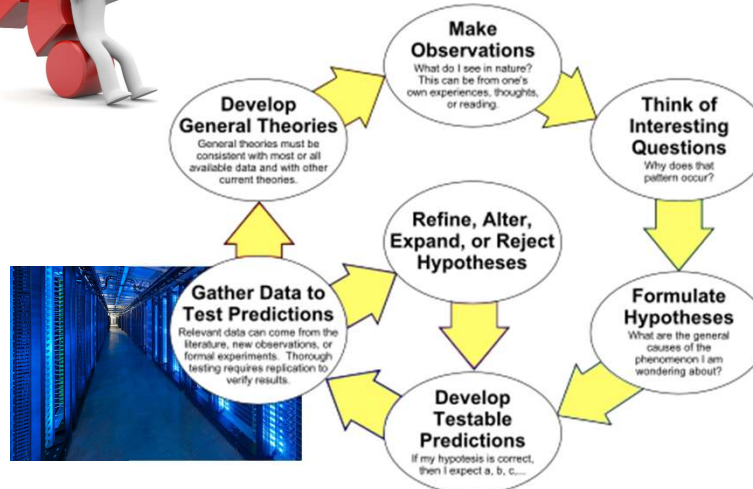 Make
Observations
What do I see in nature?
This can be from one's
own experiences, thoughts,
or reading.
Think of
Interesting
Questions
Why does that
pattern occur?
Formulate
Hypotheses
What are the general
causes of the
phenomenon I am
wondering about?
Develop
Testable
Predictions
If my hypotesis is correct,
then I expect a, b, c,...
Gather Data to
Test Predictions
Relevant data can come from the
literature, new observations, or
formal experiments. Thorough
testing requires replication to
verify results.
Refine, Alter,
Expand, or Reject
Hypotheses
Develop
General Theories
General theories must be
consistent with most or all
available data and with other
current theories.